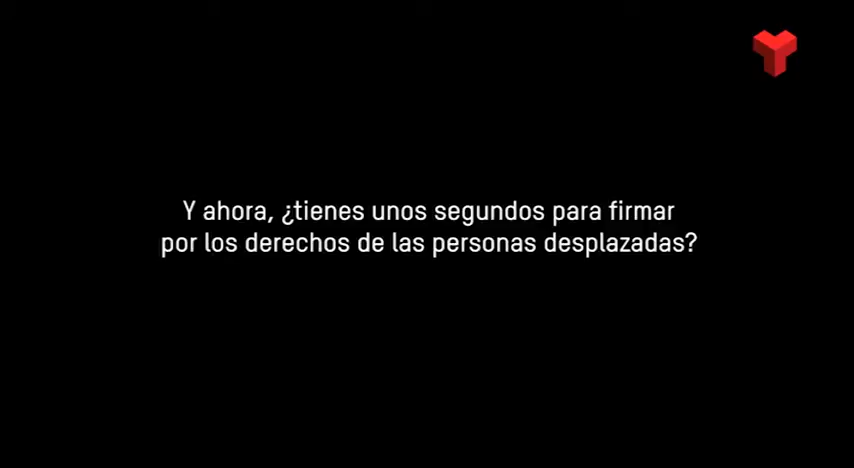 Y ahora, ¿tienes unos segundos para firmar
por los derechos de las personas desplazadas?